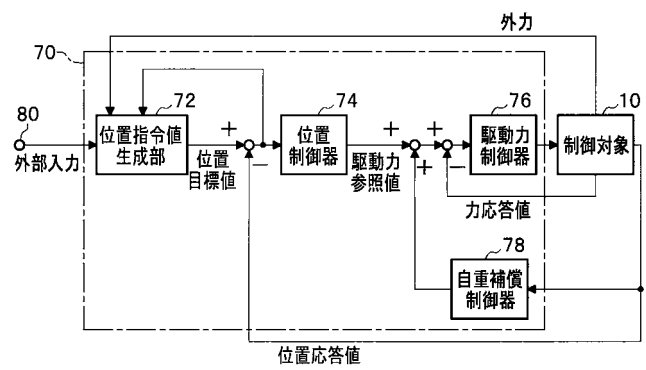 外力
70
80
外部入力
72
位置指令値
生成部
+
位置
目標値
−
74
位置
制御器
駆動力
参照値
+
+
+
−
76
駆動力
制御器
10
制御対象
力応答値
78
自重補償
制御器
位置応答値